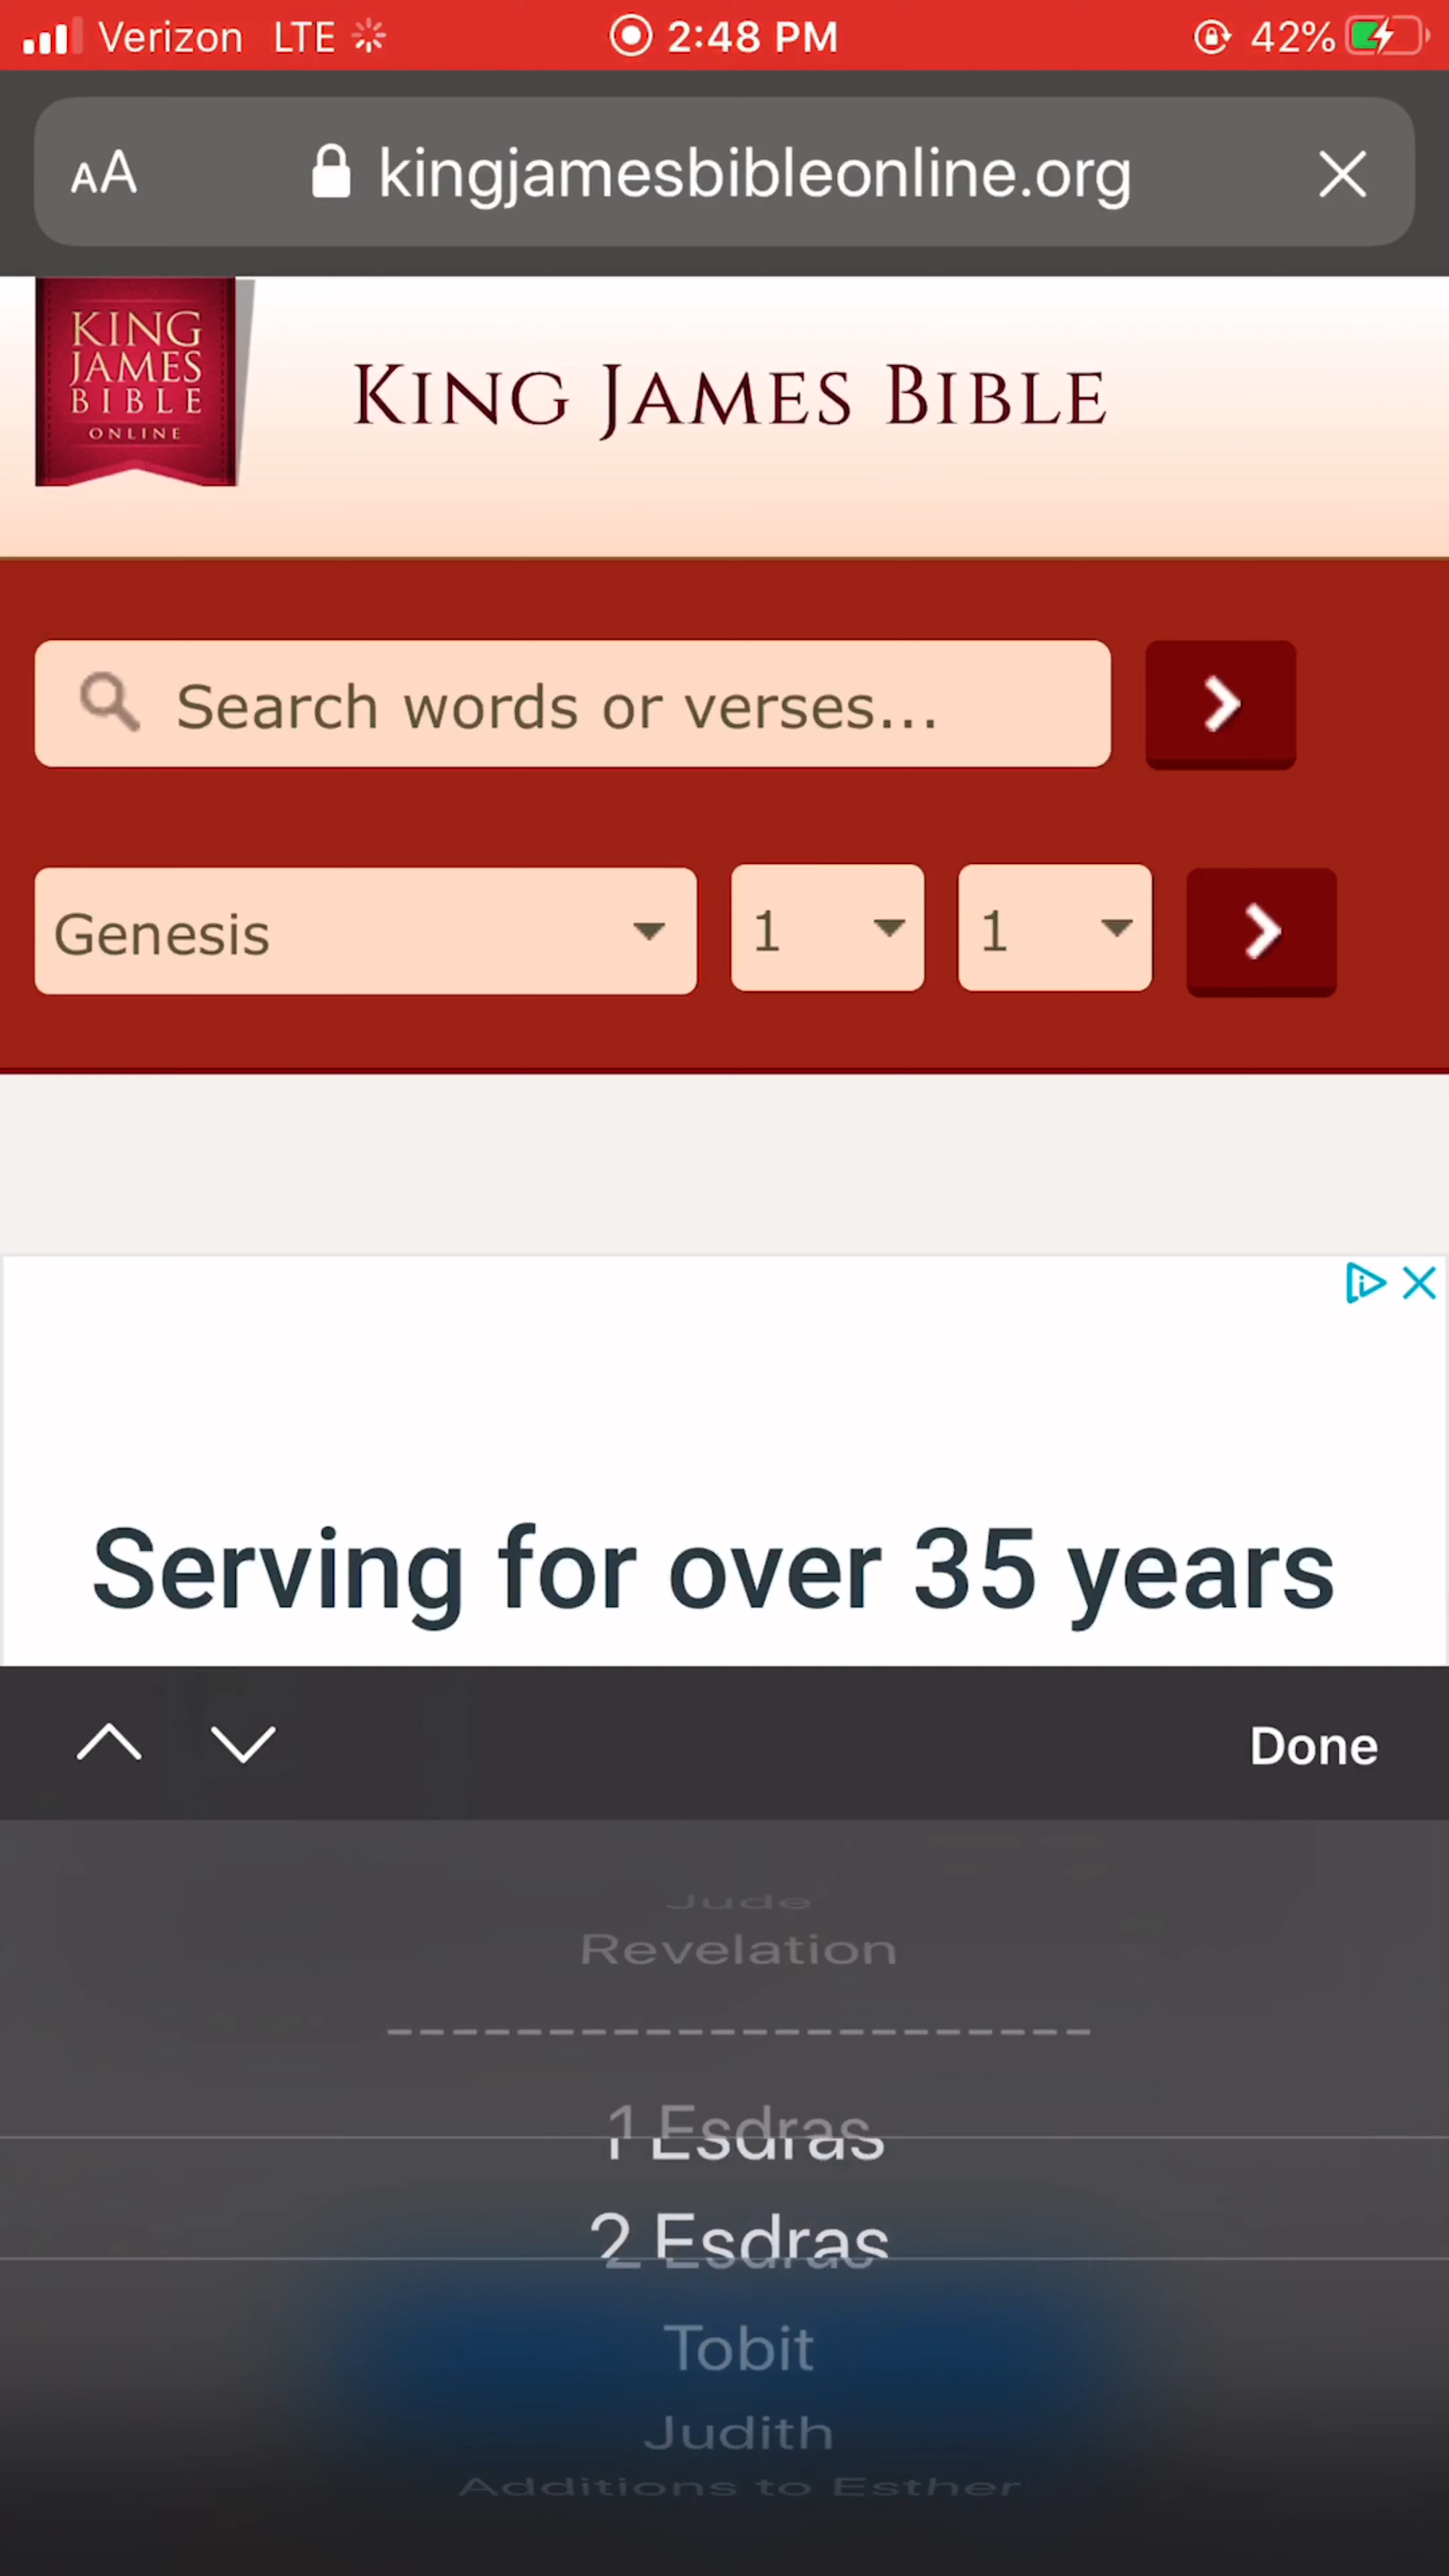 Verizon LTE 2:48 PM 42%
AA kingjamesbibleonline.org
KING
JAMES
BIBLE
ONLINE
KING JAMES BIBLE
Search words or verses...
Genesis 1 1
Serving for over 35 years
Done
Jude
Revelation
----------------------
1 Esdras
2 Esdras
Tobit
Judith
Additions to Esther